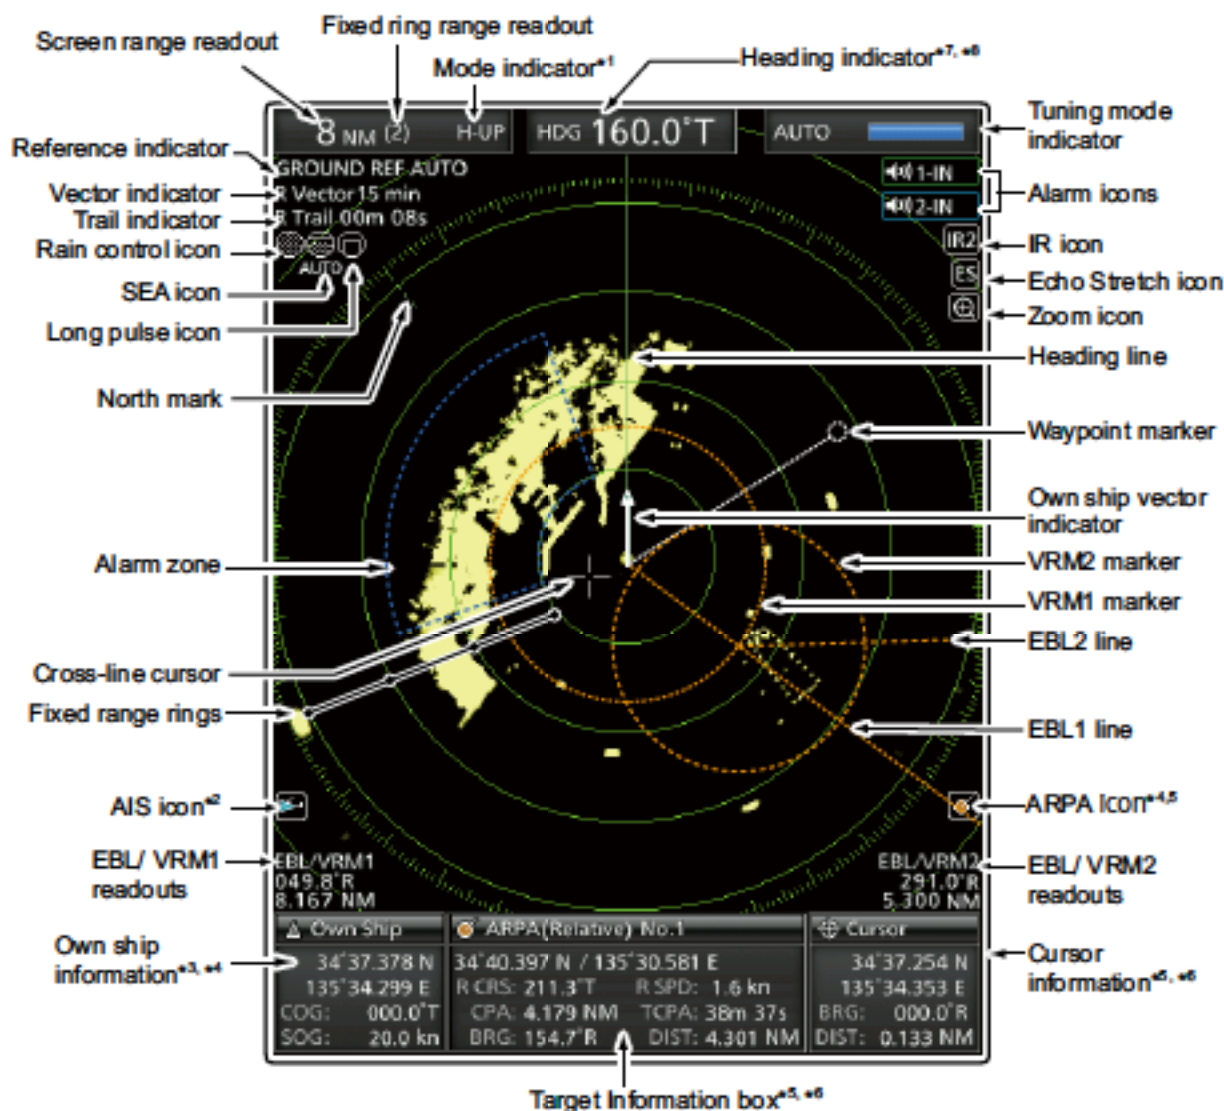 Fixed ring range readout
Screen range readout
Mode indicator*1
Heading indicator*7, *6
Tuning mode
indicator
8 NM (2) H-UP
HDG 160.0°T
AUTO
Reference indicator
GROUND REF AUTO
Vector indicator
R Vector 15 min
Trail indicator
R Trail 00m 08s
Rain control icon
AUTO
SEA icon
Long pulse icon
North mark
1-IN
2-IN
Alarm icons
IR2
IR icon
ES
Echo Stretch icon
Zoom icon
Heading line
Waypoint marker
Own ship vector
indicator
Alarm zone
VRM2 marker
VRM1 marker
EBL2 line
Cross-line cursor
Fixed range rings
EBL1 line
AIS icon*2
ARPA Icon*4,5
EBL/ VRM1
readouts
EBL/VRM1
049.8°R
8.167 NM
EBL/VRM2
291.0°R
5.300 NM
EBL/ VRM2
readouts
Own ship
information*3, *4
Own Ship
34°37.378 N
135°34.299 E
COG: 000.0°T
SOG: 20.0 kn
ARPA(Relative) No.1
34°40.397 N / 135°30.581 E
R CRS: 211.3°T R SPD: 1.6 kn
CPA: 4.179 NM TCPA: 38m 37s
BRG: 154.7°R DIST: 4.301 NM
Cursor
34°37.254 N
135°34.353 E
BRG: 000.0°R
DIST: 0.133 NM
Cursor
information*5, *6
Target Information box*5, *6